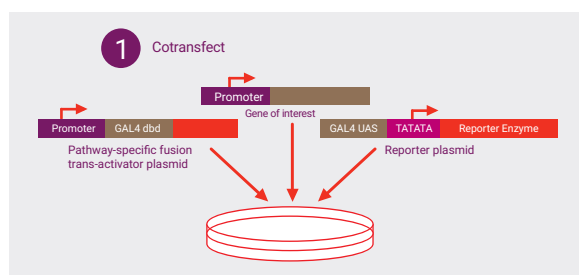 1
Cotransfect
Promoter
Gene of interest
Promoter GAL4 dbd
Pathway-specific fusion
trans-activator plasmid
GAL4 UAS TATATA Reporter Enzyme
Reporter plasmid